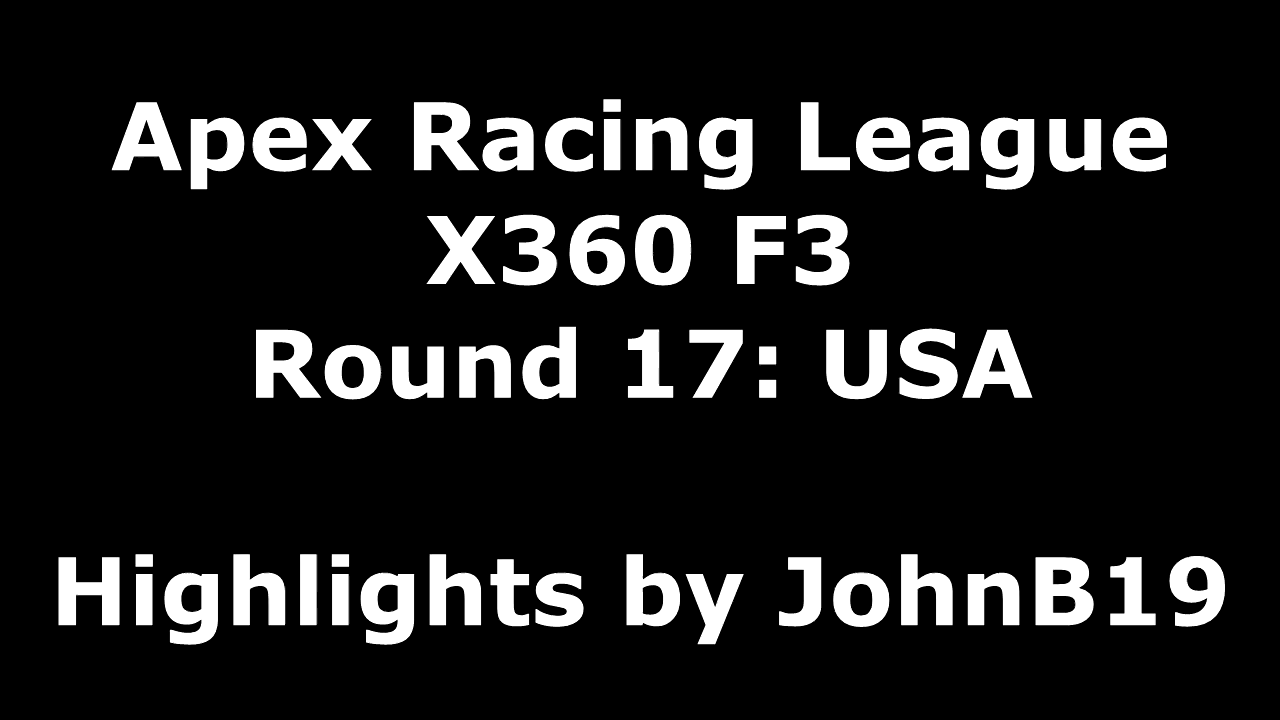 Apex Racing League
X360 F3
Round 17: USA
Highlights by JohnB19